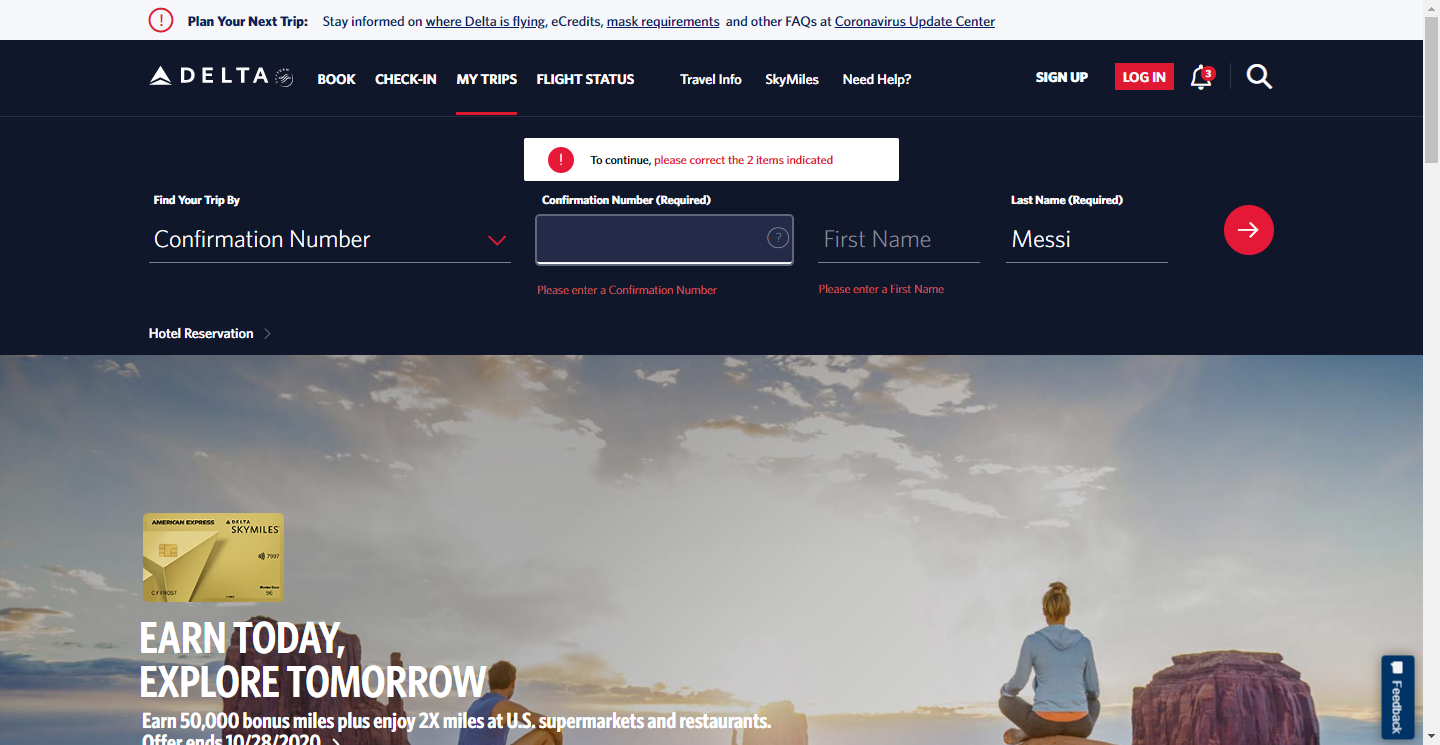 Plan Your Next Trip: Stay informed on where Delta is flying, eCredits, mask requirements and other FAQs at Coronavirus Update Center
DELTA BOOK CHECK-IN MY TRIPS FLIGHT STATUS Travel Info SkyMiles Need Help? SIGN UP LOG IN 3
! To continue, please correct the 2 items indicated
Find Your Trip By Confirmation Number (Required) Last Name (Required)
Confirmation Number ? First Name Messi
Please enter a Confirmation Number Please enter a First Name
Hotel Reservation
AMERICAN EXPRESS DELTA
SKYMILES
7997
C F FROST 96
EARN TODAY,
EXPLORE TOMORROW
Earn 50,000 bonus miles plus enjoy 2X miles at U.S. supermarkets and restaurants.
Offer ends 10/28/2020
Feedback